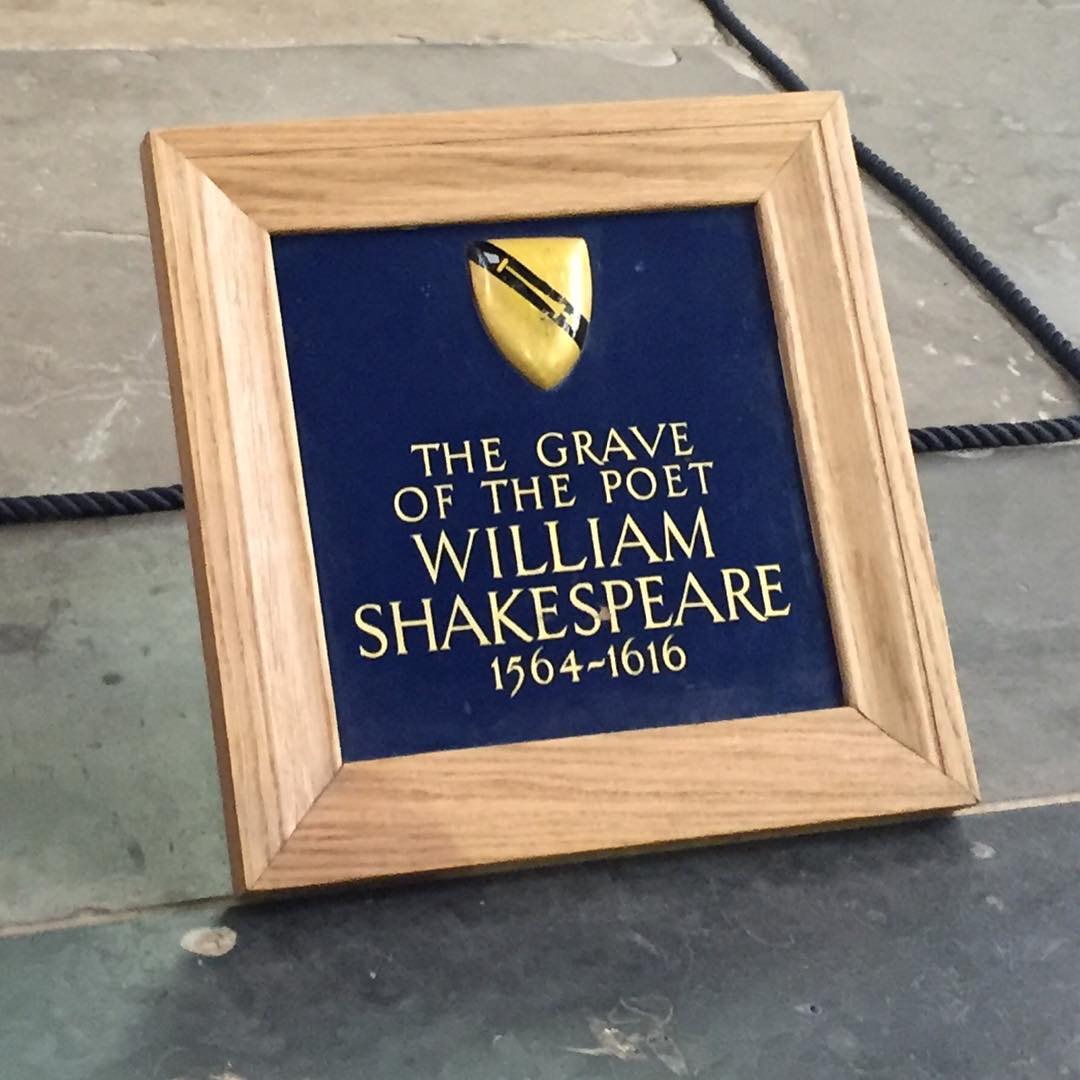 THE GRAVE
OF THE POET
WILLIAM
SHAKESPEARE
1564~1616